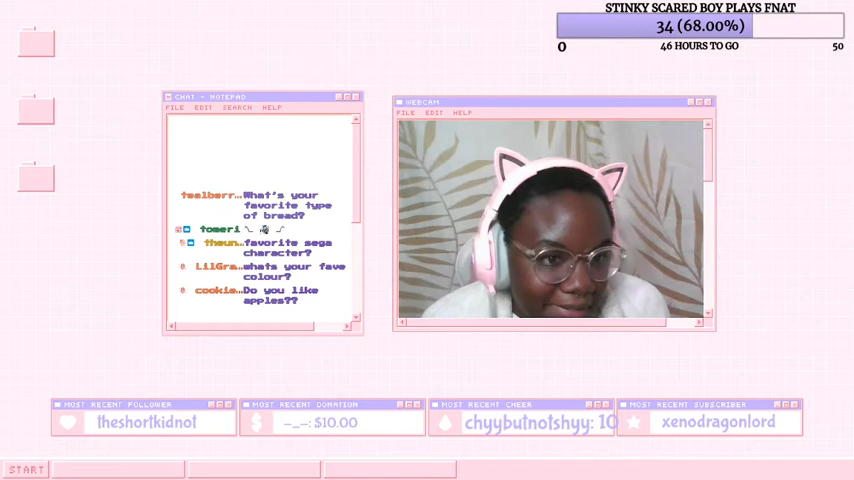 STINKY SCARED BOY PLAYS FNAT
34 (68.00%)
0 46 HOURS TO GO 50
CHAT - NOTEPAD
FILE EDIT SEARCH HELP
tealberr… What's your
favorite type
of bread?
tomeri
theun… favorite sega
character?
LilGra… whats your fave
colour?
cookie… Do you like
apples??
WEBCAM
FILE EDIT HELP
MOST RECENT FOLLOWER
theshortkidnot
MOST RECENT DONATION
$ -_-: $10.00
MOST RECENT CHEER
chyybutnotshyy: 10
MOST RECENT SUBSCRIBER
xenodragonlord
START